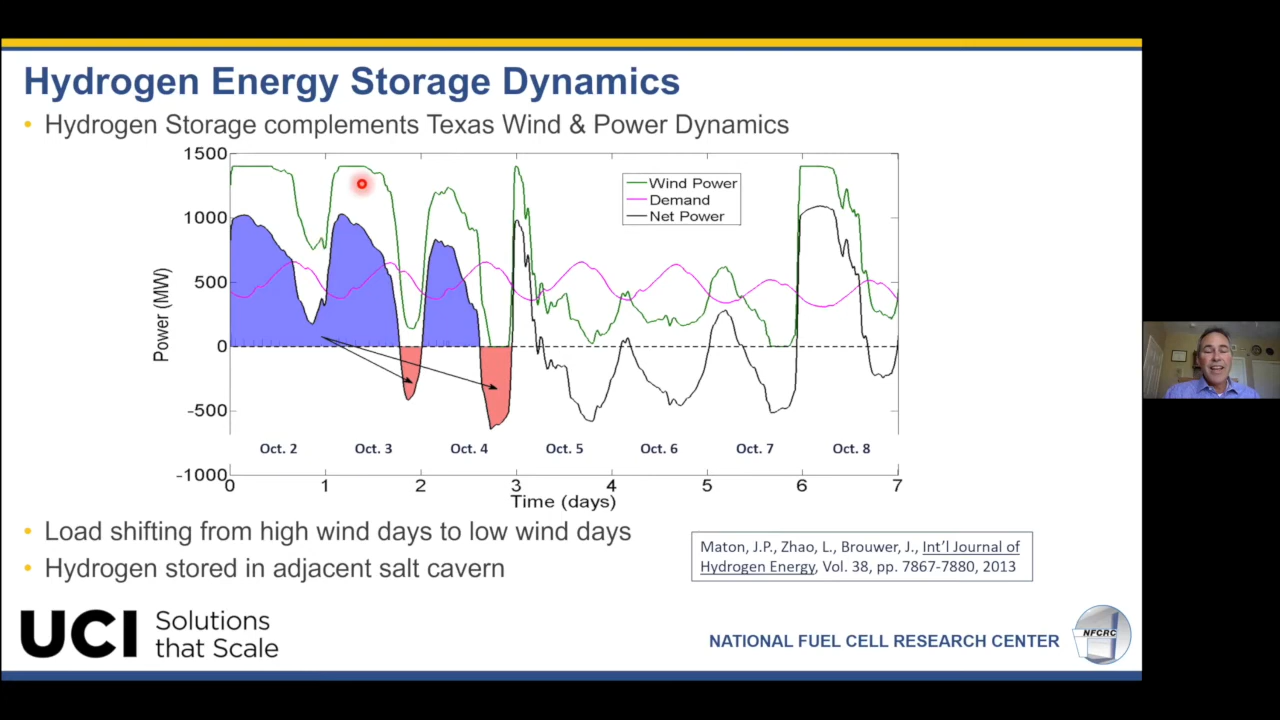 Hydrogen Energy Storage Dynamics
• Hydrogen Storage complements Texas Wind & Power Dynamics
1500
1000
500
0
-500
-1000
Power (MW)
Wind Power
Demand
Net Power
Oct. 2 Oct. 3 Oct. 4 Oct. 5 Oct. 6 Oct. 7 Oct. 8
0 1 2 3 4 5 6 7
Time (days)
• Load shifting from high wind days to low wind days
• Hydrogen stored in adjacent salt cavern
Maton, J.P., Zhao, L., Brouwer, J., Int'l Journal of
Hydrogen Energy, Vol. 38, pp. 7867-7880, 2013
UCI Solutions
that Scale
NATIONAL FUEL CELL RESEARCH CENTER
NFCRC